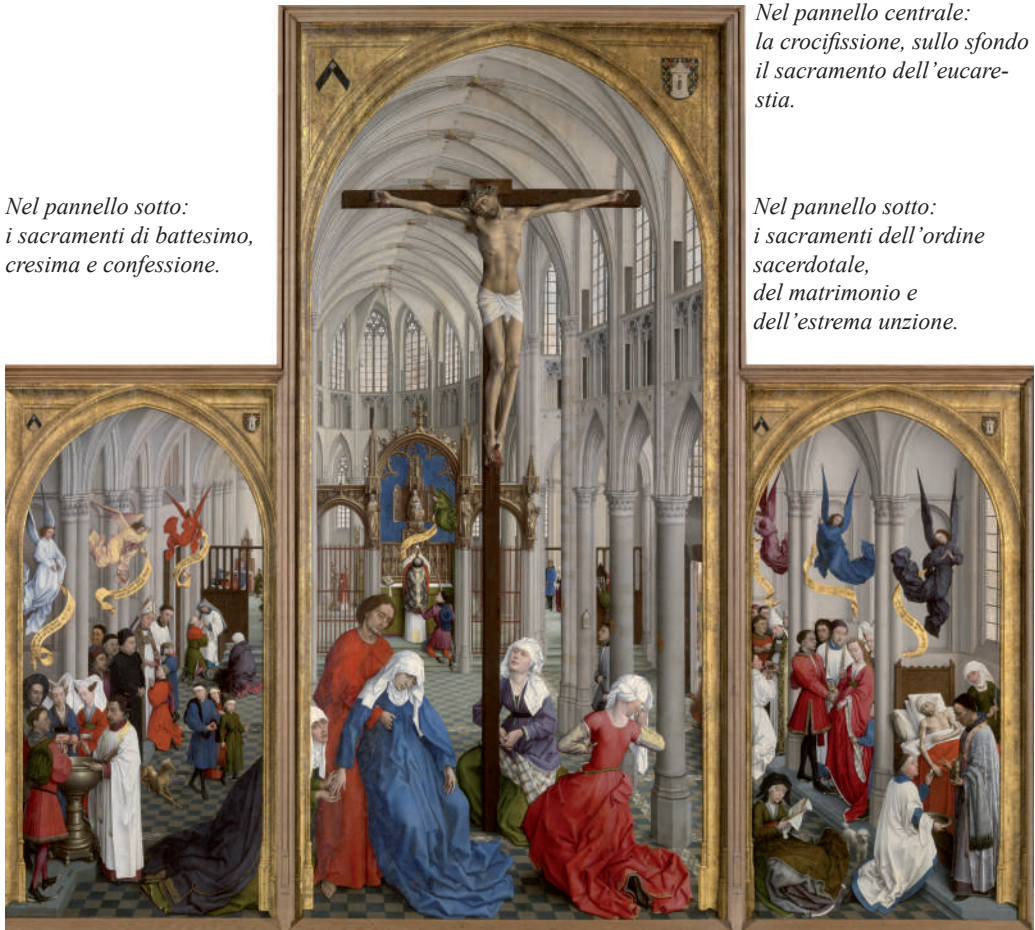 Nel pannello centrale:
la crocifissione, sullo sfondo
il sacramento dell’eucare-
stia.
Nel pannello sotto:
i sacramenti di battesimo,
cresima e confessione.
Nel pannello sotto:
i sacramenti dell’ordine
sacerdotale,
del matrimonio e
dell’estrema unzione.